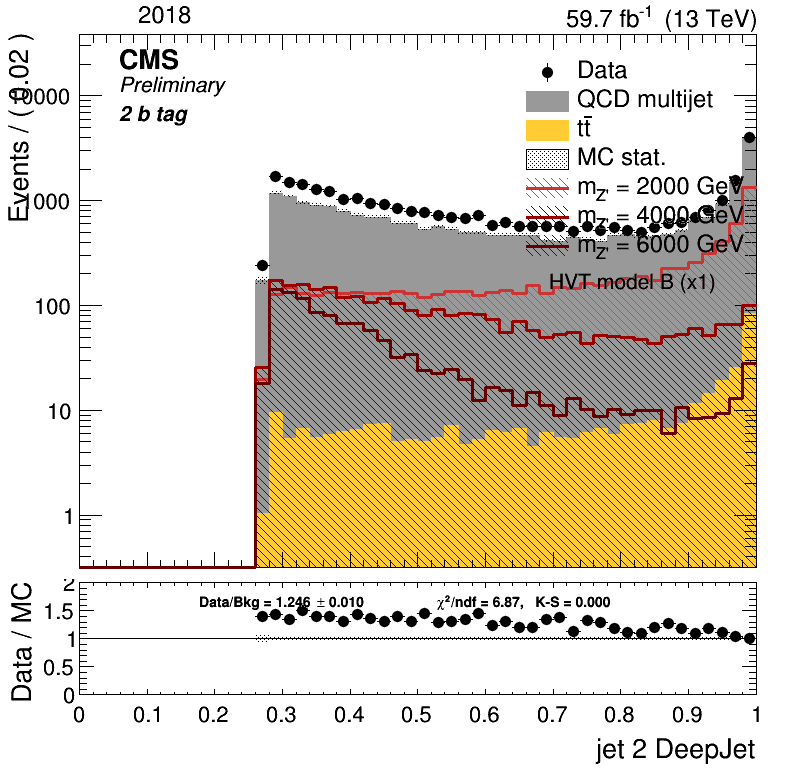 2018 59.7 fb⁻¹ (13 TeV)
Events / ( 0.02 )
CMS
Preliminary
2 b tag
Data
QCD multijet
tt̄
MC stat.
m_Z' = 2000 GeV
m_Z' = 4000 GeV
m_Z' = 6000 GeV
HVT model B (x1)
10000
1000
100
10
1
Data / MC
Data/Bkg = 1.246 ± 0.010 χ²/ndf = 6.87, K-S = 0.000
2
1.5
1
0.5
0
0 0.1 0.2 0.3 0.4 0.5 0.6 0.7 0.8 0.9 1
jet 2 DeepJet